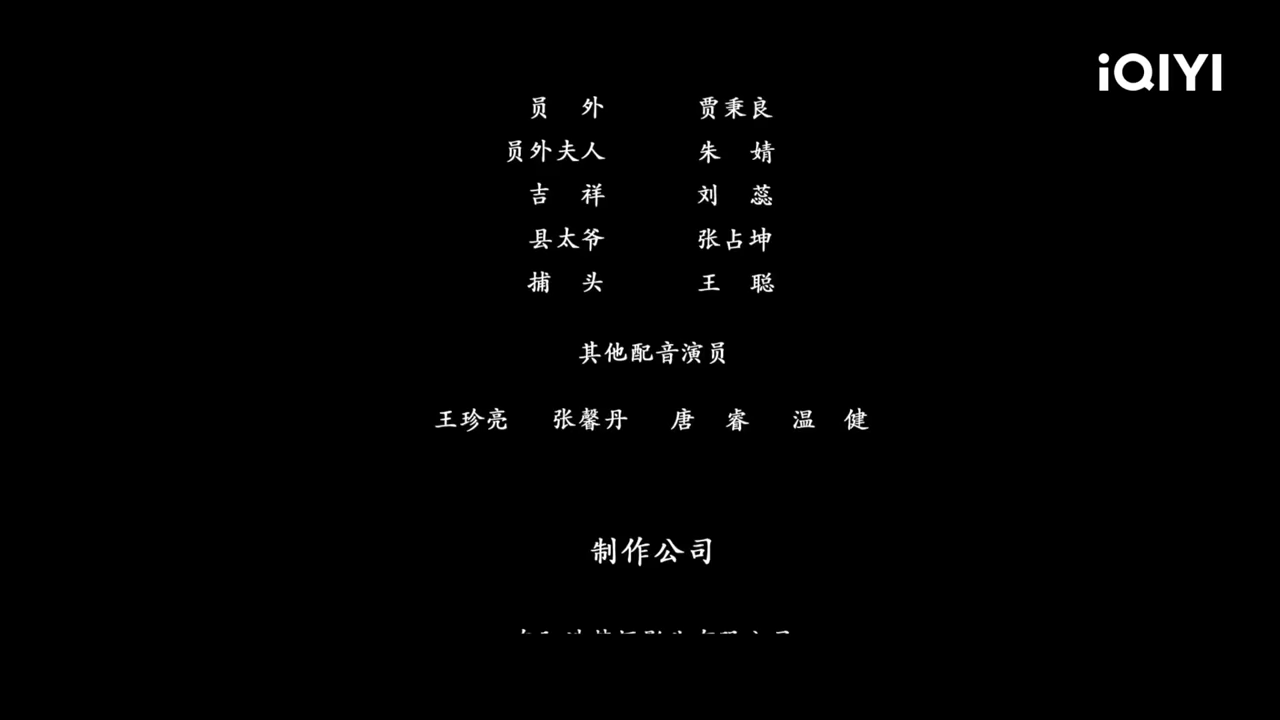 iQIYI
员 外 贾秉良
员外夫人 朱 婧
吉 祥 刘 蕊
县太爷 张占坤
捕 头 王 聪
其他配音演员
王珍亮 张馨丹 唐 睿 温 健
制作公司